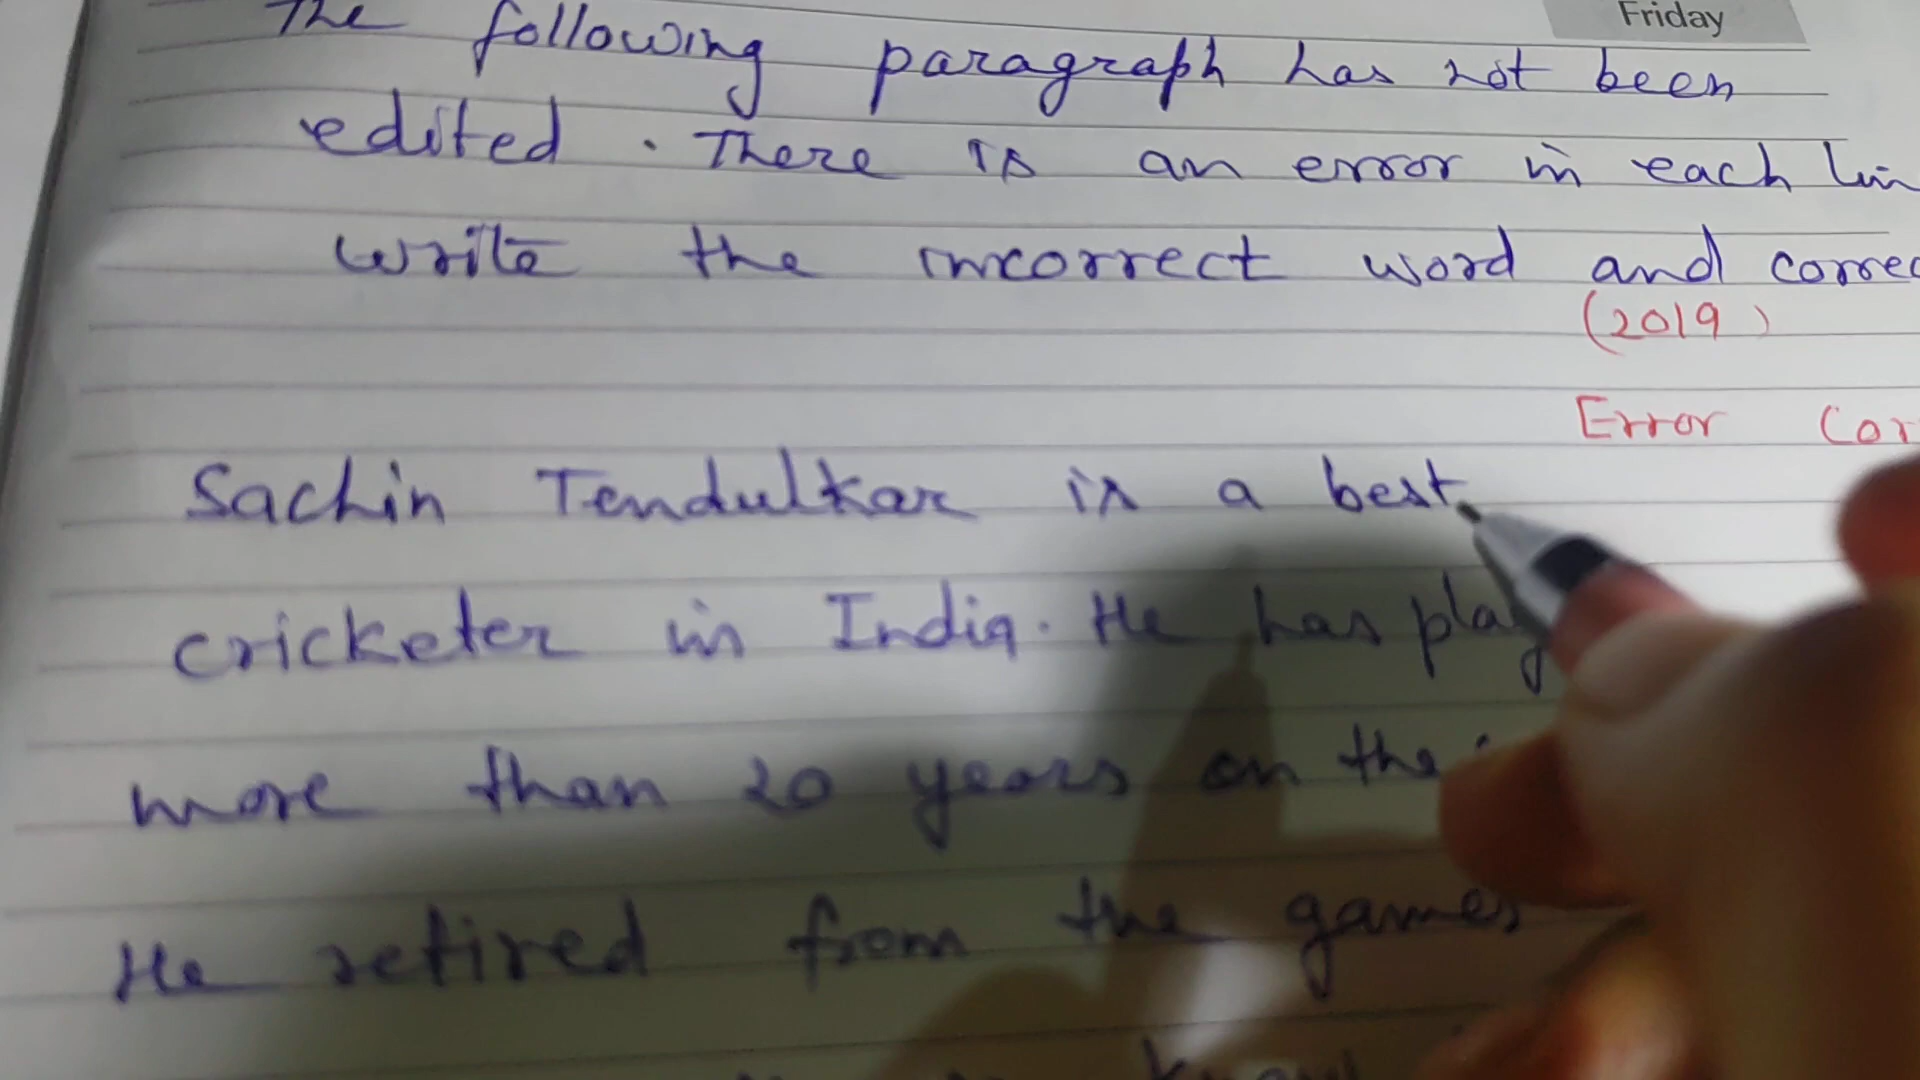 Friday
The following paragraph has not been
edited. There is an error in each
write the incorrect word and
(2019)
Error
Sachin Tendulkar is a best
cricketer in India. He has
more than 20 years on the
He retired from the games